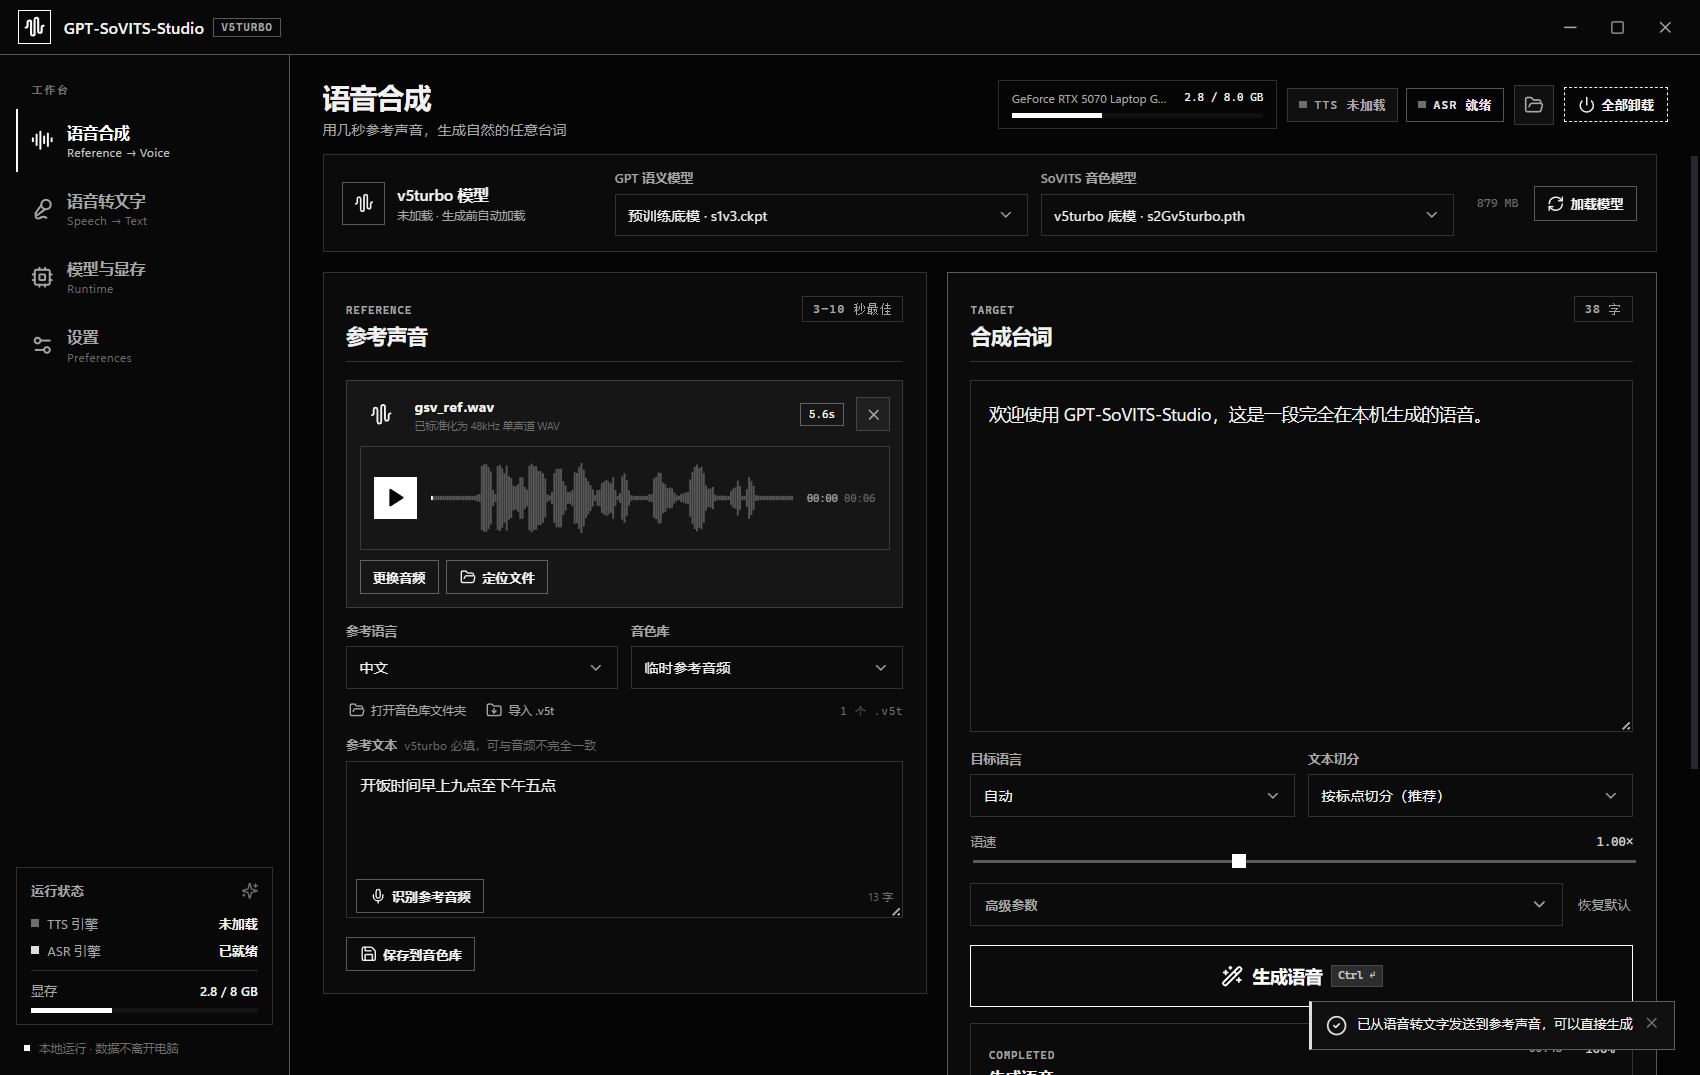 GPT-SoVITS-Studio V5TURBO
工作台
语音合成
Reference → Voice
语音转文字
Speech → Text
模型与显存
Runtime
设置
Preferences
运行状态
TTS 引擎 未加载
ASR 引擎 已就绪
显存 2.8 / 8 GB
本地运行 · 数据不离开电脑
语音合成
用几秒参考声音，生成自然的任意台词
GeForce RTX 5070 Laptop G... 2.8 / 8.0 GB
TTS 未加载
ASR 就绪
全部卸载
v5turbo 模型
未加载 · 生成前自动加载
GPT 语义模型
预训练底模 · s1v3.ckpt
SoVITS 音色模型
v5turbo 底模 · s2Gv5turbo.pth
879 MB
加载模型
REFERENCE
参考声音
3–10 秒最佳
gsv_ref.wav
已标准化为 48kHz 单声道 WAV
5.6s
00:00 00:06
更换音频
定位文件
参考语言
中文
音色库
临时参考音频
打开音色库文件夹
导入 .v5t
1 个 .v5t
参考文本 v5turbo 必填，可与音频不完全一致
开饭时间早上九点至下午五点
识别参考音频
13 字
保存到音色库
TARGET
合成台词
38 字
欢迎使用 GPT-SoVITS-Studio，这是一段完全在本机生成的语音。
目标语言
自动
文本切分
按标点切分（推荐）
语速 1.00×
高级参数
恢复默认
生成语音 Ctrl ⏎
已从语音转文字发送到参考声音，可以直接生成
COMPLETED
生成语音